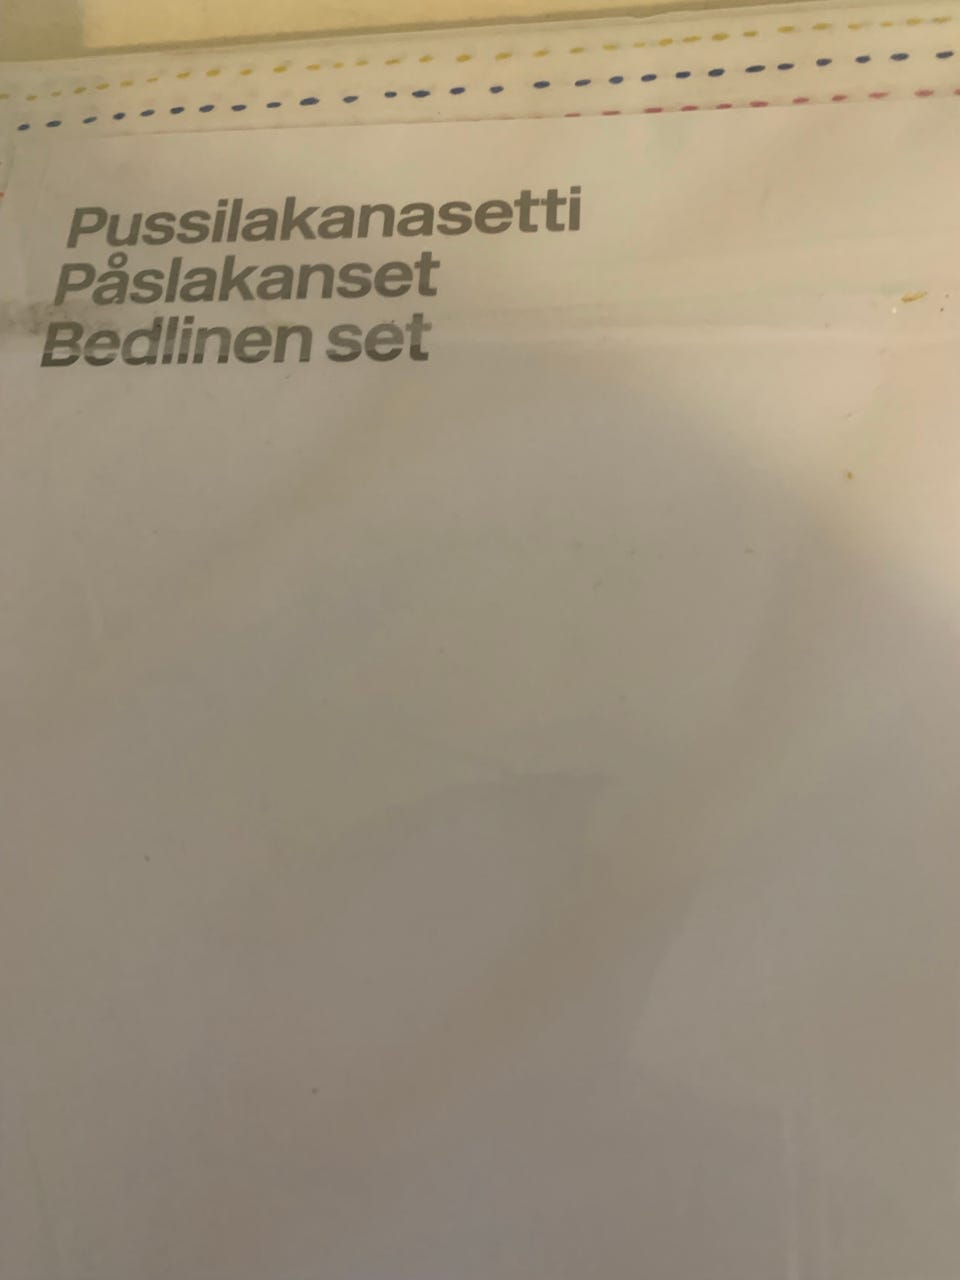 Pussilakanasetti
Påslakanset
Bedlinen set